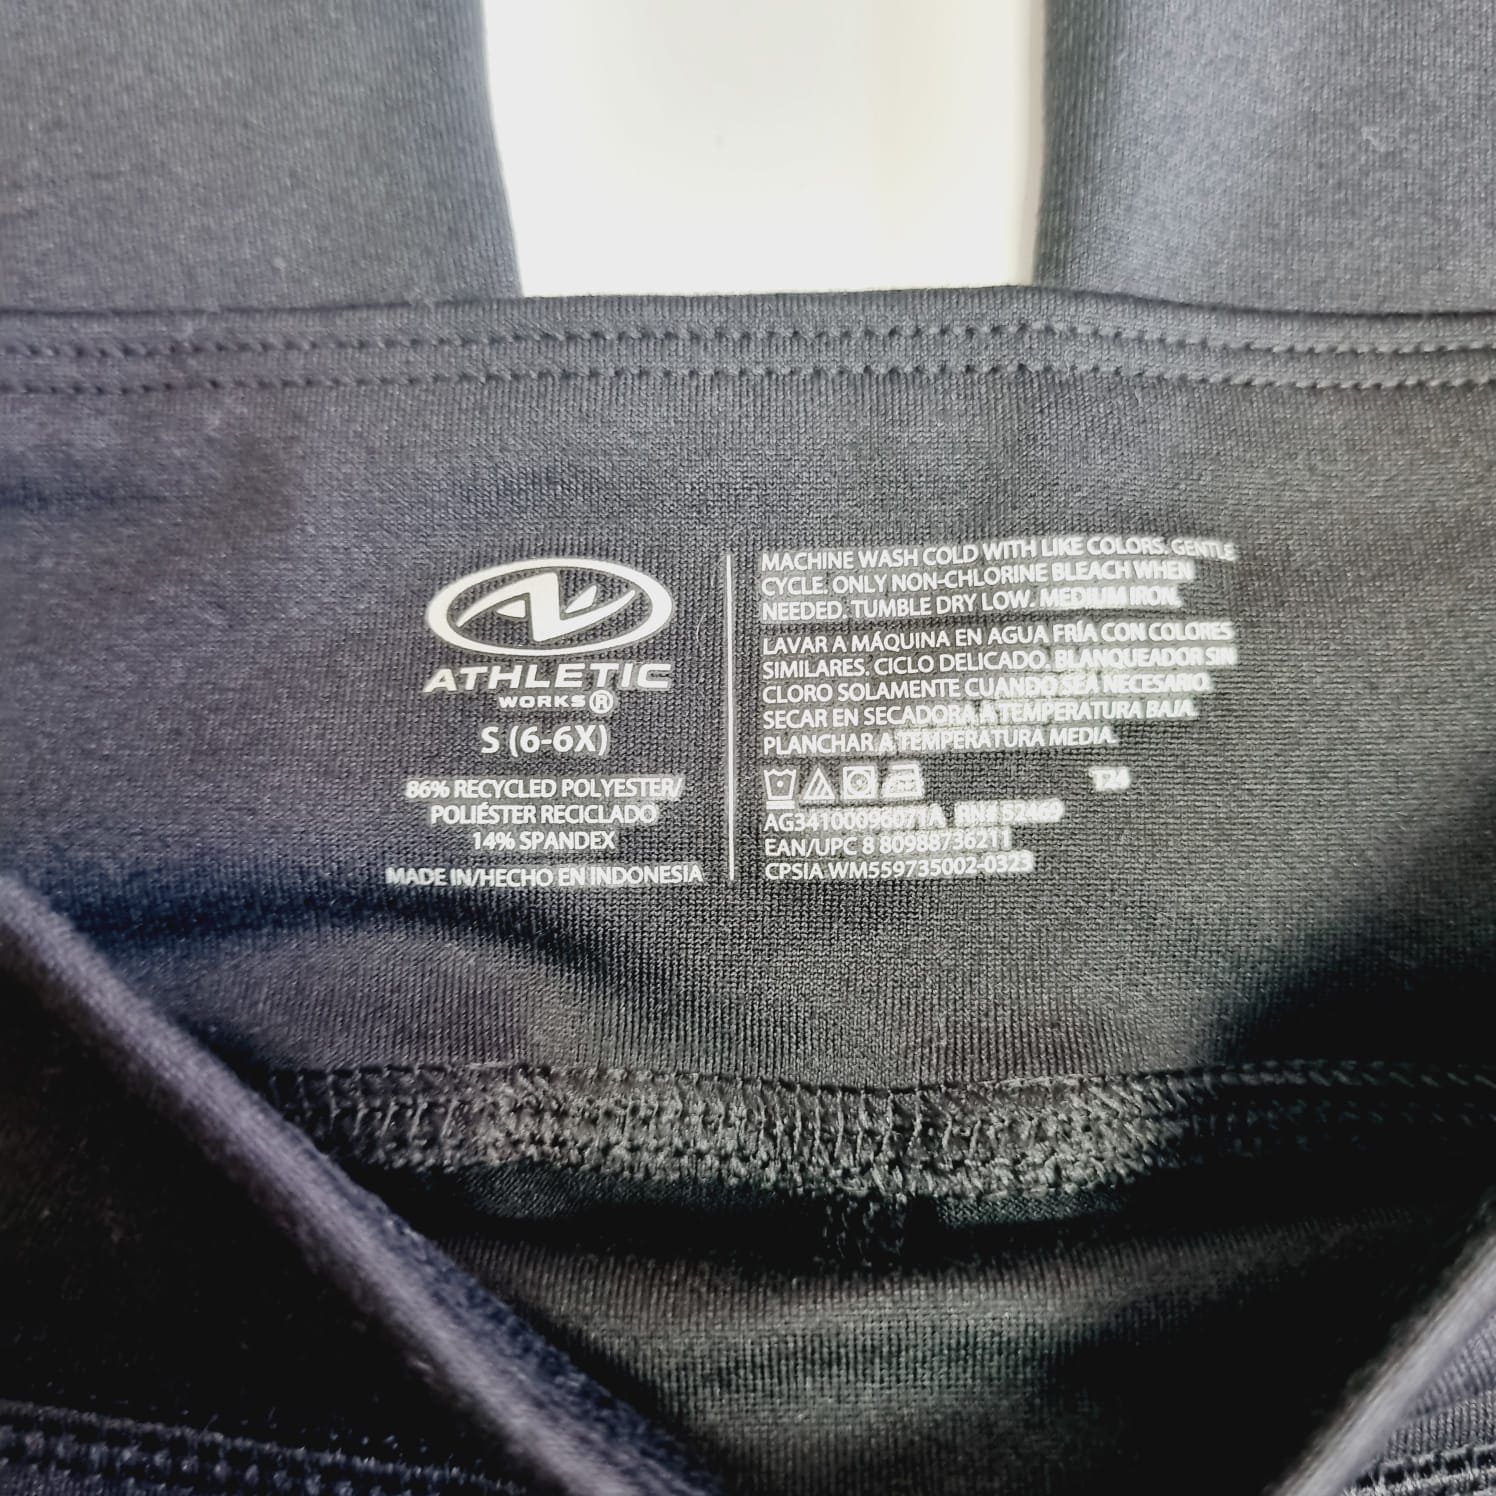 ATHLETIC
WORKS®
S (6-6X)
86% RECYCLED POLYESTER/
POLIÉSTER RECICLADO
14% SPANDEX
MADE IN/HECHO EN INDONESIA
MACHINE WASH COLD WITH LIKE COLORS. GENTLE
CYCLE. ONLY NON-CHLORINE BLEACH WHEN
NEEDED. TUMBLE DRY LOW. MEDIUM IRON.
LAVAR A MÁQUINA EN AGUA FRÍA CON COLORES
SIMILARES. CICLO DELICADO. BLANQUEADOR SIN
CLORO SOLAMENTE CUANDO SEA NECESARIO.
SECAR EN SECADORA A TEMPERATURA BAJA.
PLANCHAR A TEMPERATURA MEDIA.
T24
AG34100096071A RN# 52469
EAN/UPC 8 80988736211
CPSIA WM559735002-0323